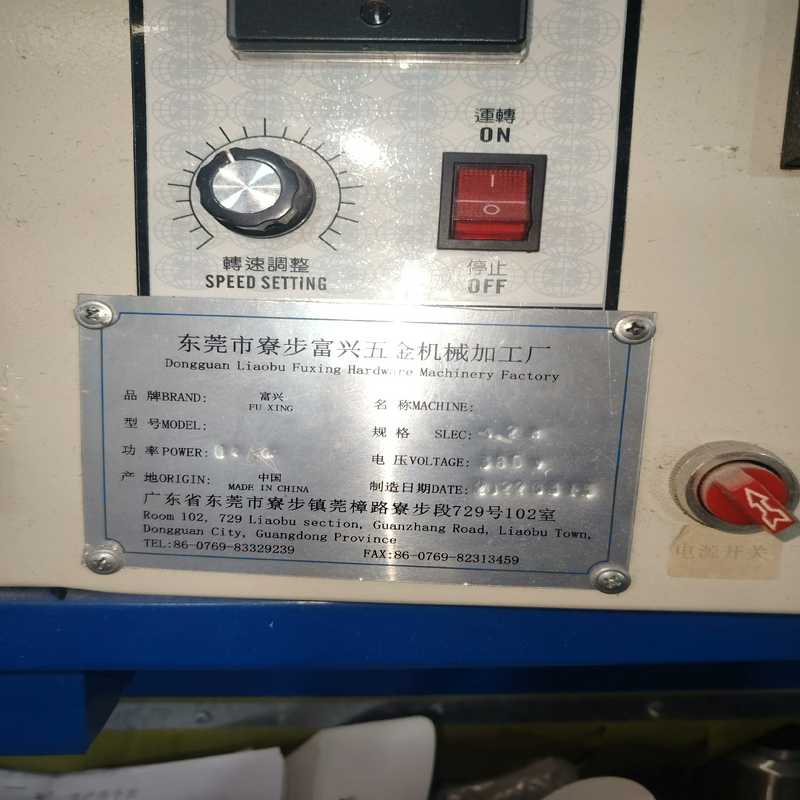 運轉
ON
轉速調整
SPEED SETTING
停止
OFF
东莞市寮步富兴五金机械加工厂
Dongguan Liaobu Fuxing Hardware Machinery Factory
品 牌BRAND: 富兴
FU XING
名 称MACHINE:
型 号MODEL:
规 格 SLEC:
功 率POWER:
电 压VOLTAGE: 380V
产 地ORIGIN: 中国
MADE IN CHINA
制造日期DATE:
广东省东莞市寮步镇莞樟路寮步段729号102室
Room 102, 729 Liaobu section, Guanzhang Road, Liaobu Town,
Dongguan City, Guangdong Province
TEL:86-0769-83329239 FAX:86-0769-82313459
电源开关